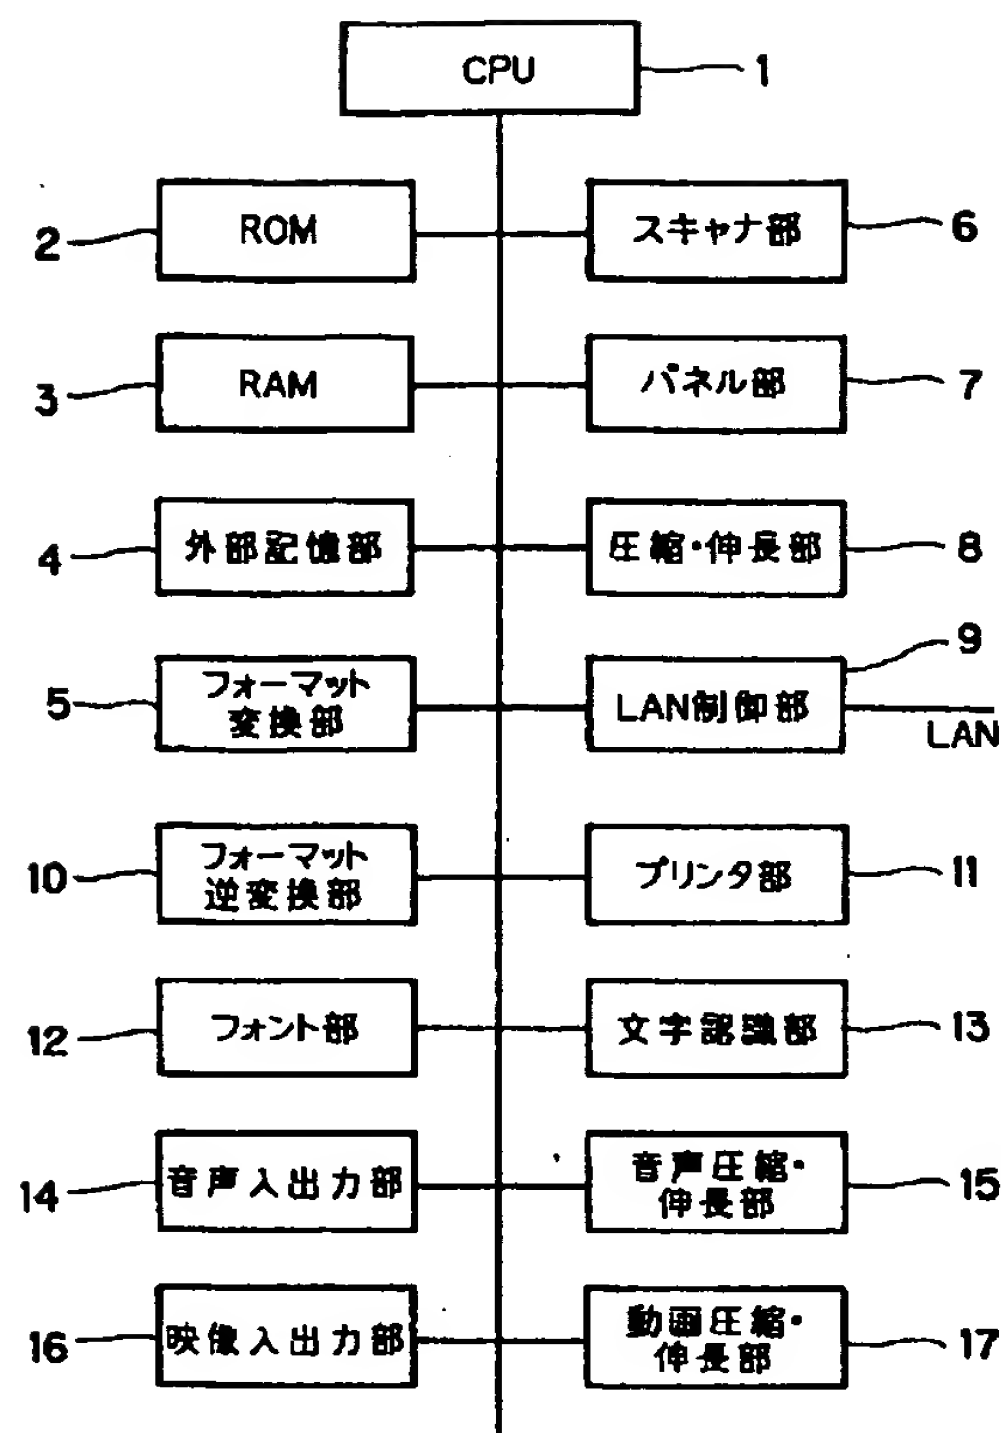 CPU
1
2
ROM
スキャナ部
6
3
RAM
パネル部
7
4
外部記憶部
圧縮・伸長部
8
5
フォーマット
変換部
LAN制御部
9
LAN
10
フォーマット
逆変換部
プリンタ部
11
12
フォント部
文字認識部
13
14
音声入出力部
音声圧縮・
伸長部
15
16
映像入出力部
動画圧縮・
伸長部
17